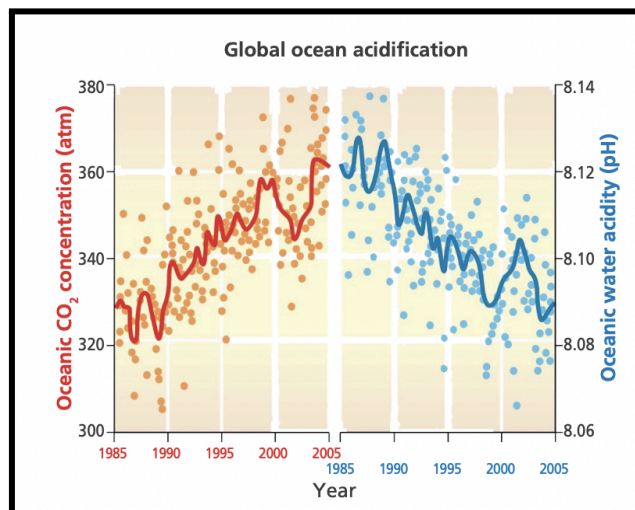 Global ocean acidification
Oceanic CO₂ concentration (atm)
380
360
340
320
300
8.14
8.12
8.10
8.08
8.06
Oceanic water acidity (pH)
1985 1990 1995 2000 2005
1985 1990 1995 2000 2005
Year